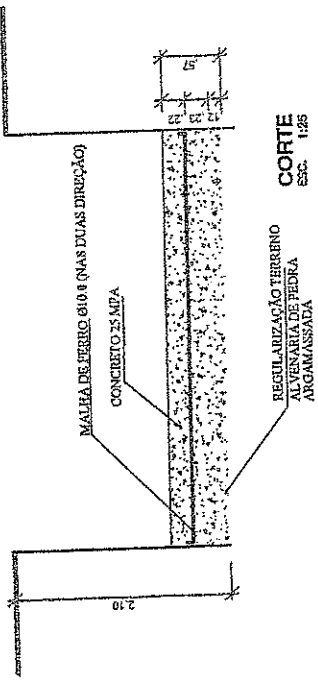 MALHA DE FERRO Ø10.0 (NAS DUAS DIREÇÃO)
CONCRETO 25 MPA
2.10
.22
.23
.12
.57
REGULARIZAÇÃO TERRENO
ALVENARIA DE PEDRA
ARGAMASSADA
CORTE
ESC. 1:25